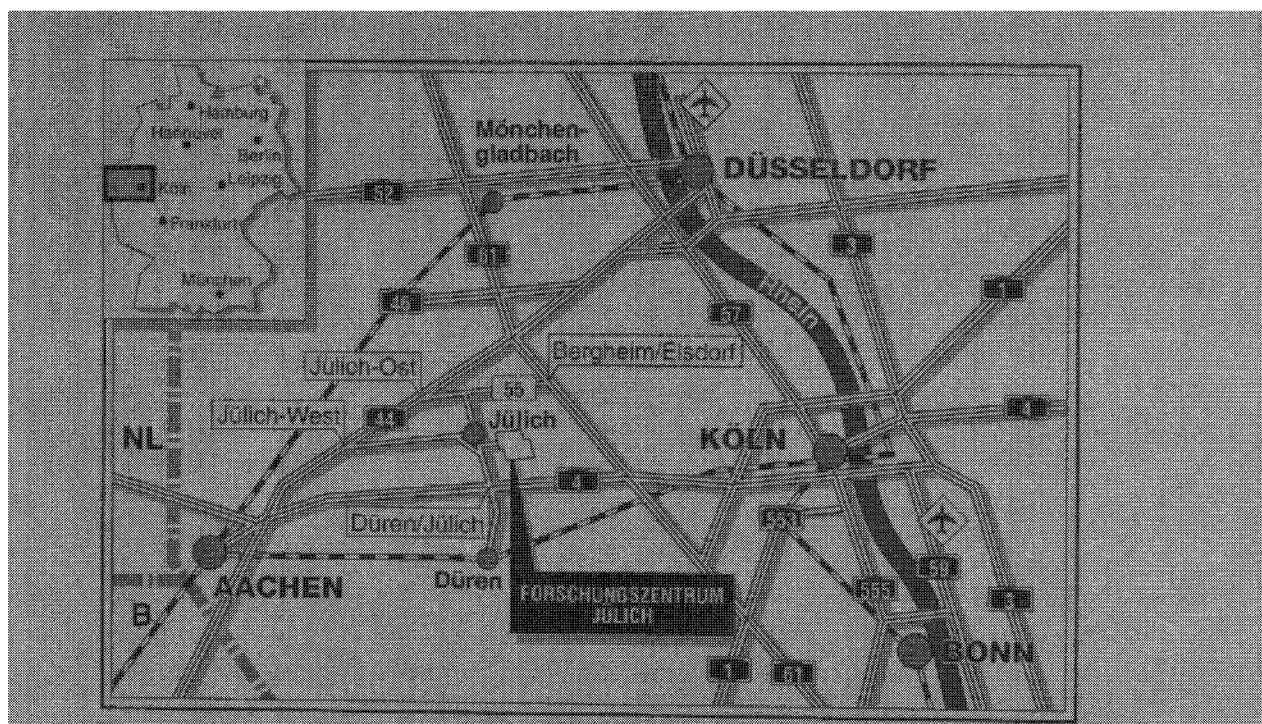 Hamburg
Hannover
Berlin
Köln
Leipzig
Frankfurt
München
Mönchen-
gladbach
DÜSSELDORF
52
61
3
1
46
57
Rhein
Jülich-Ost
Bergheim/Elsdorf
55
Jülich-West
44
Jülich
4
NL
KÖLN
4
Düren/Jülich
553
AACHEN
Düren
FORSCHUNGSZENTRUM
JÜLICH
59
555
3
B
BONN
1
61